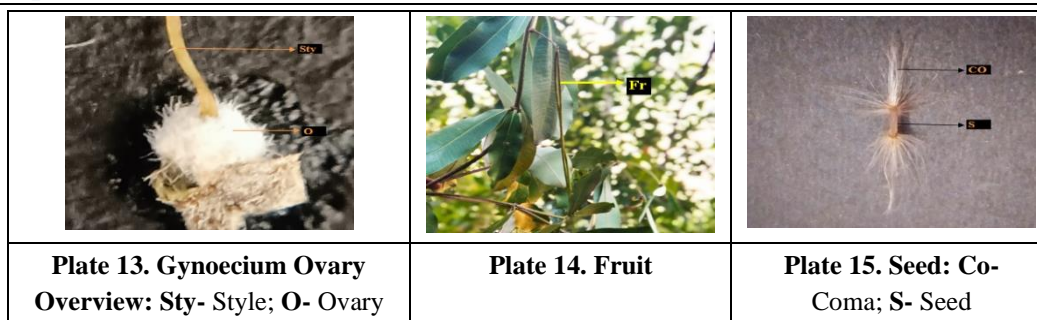 Sty
O
Fr
CO
S
Plate 13. Gynoecium Ovary
Overview: Sty- Style; O- Ovary
Plate 14. Fruit
Plate 15. Seed: Co-
Coma; S- Seed